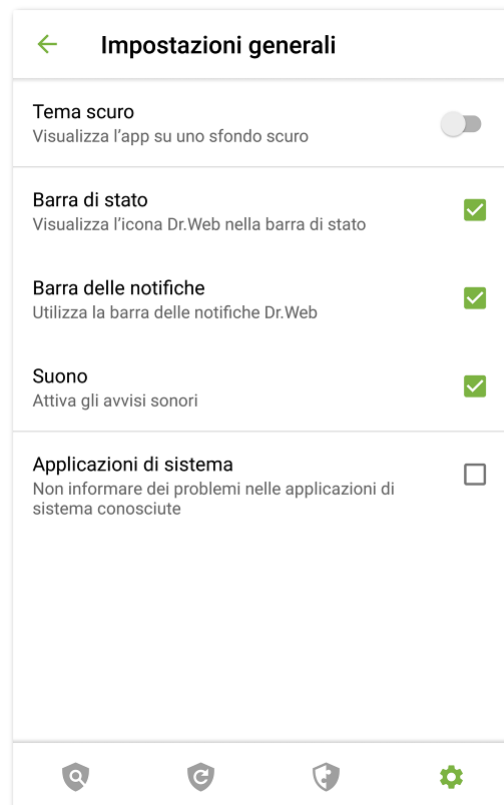 Impostazioni generali
Tema scuro
Visualizza l'app su uno sfondo scuro
Barra di stato
Visualizza l'icona Dr.Web nella barra di stato
Barra delle notifiche
Utilizza la barra delle notifiche Dr.Web
Suono
Attiva gli avvisi sonori
Applicazioni di sistema
Non informare dei problemi nelle applicazioni di
sistema conosciute